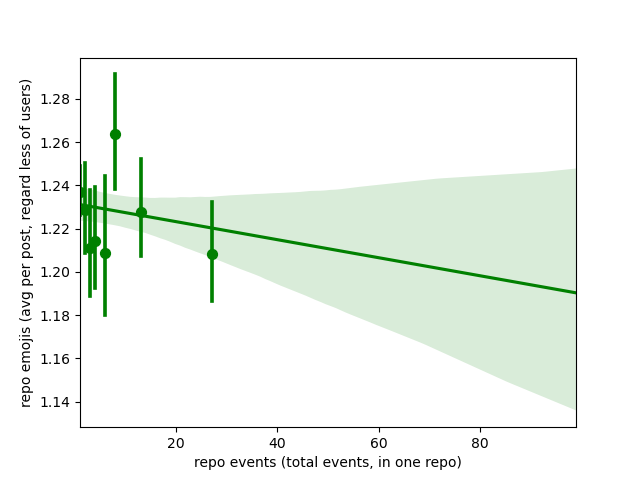 repo emojis (avg per post, regard less of users)
1.28
1.26
1.24
1.22
1.20
1.18
1.16
1.14
20 40 60 80
repo events (total events, in one repo)